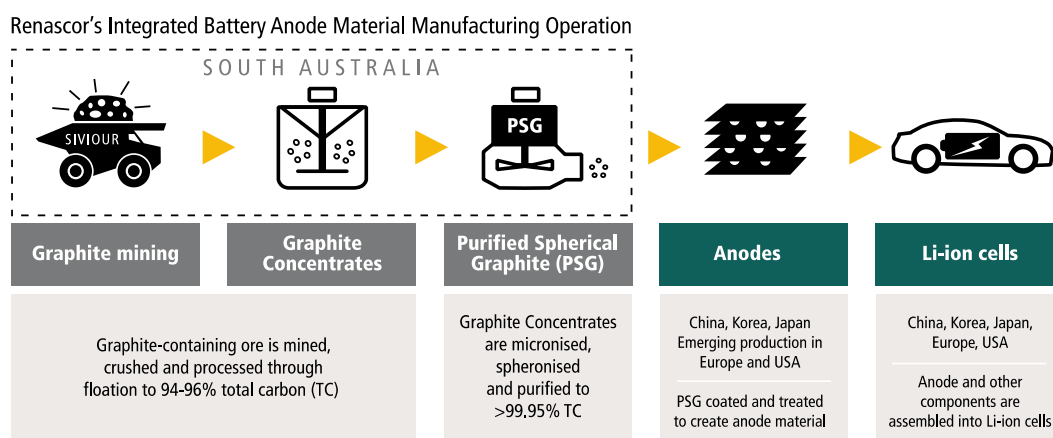 Renascor's Integrated Battery Anode Material Manufacturing Operation
SOUTH AUSTRALIA
SIVIOUR
PSG
Graphite mining
Graphite
Concentrates
Purified Spherical
Graphite (PSG)
Anodes
Li-ion cells
Graphite-containing ore is mined,
crushed and processed through
floation to 94-96% total carbon (TC)
Graphite Concentrates
are micronised,
spheronised
and purified to
>99.95% TC
China, Korea, Japan
Emerging production in
Europe and USA
PSG coated and treated
to create anode material
China, Korea, Japan,
Europe, USA
Anode and other
components are
assembled into Li-ion cells